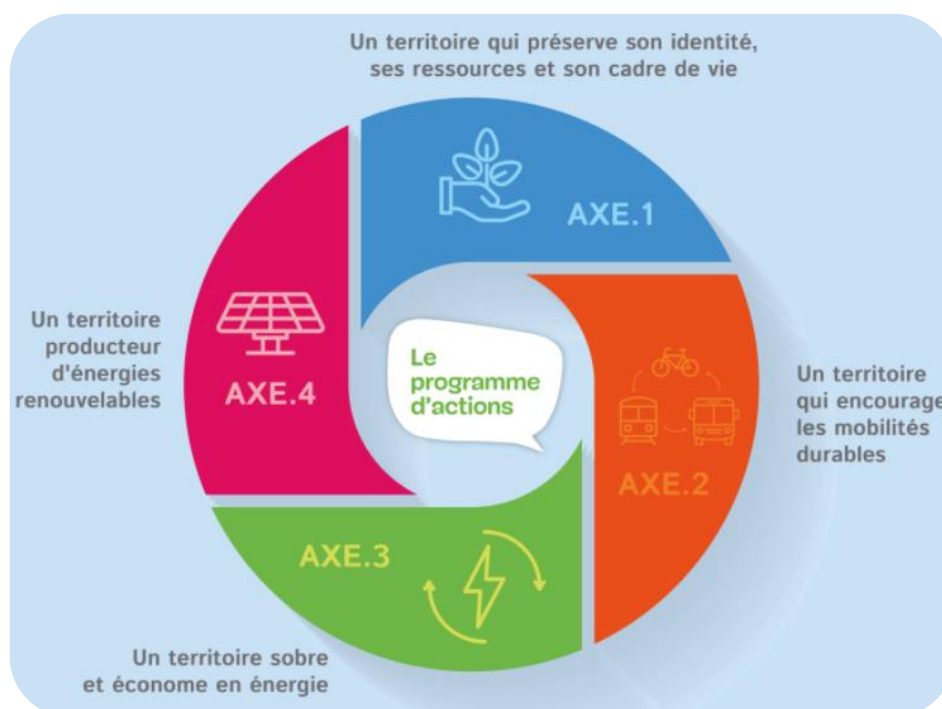 Un territoire qui préserve son identité,
ses ressources et son cadre de vie
AXE.1
Un territoire
producteur
d'énergies
renouvelables
AXE.4
Le
programme
d'actions
Un territoire
qui encourage
les mobilités
durables
AXE.2
AXE.3
Un territoire sobre
et économe en énergie